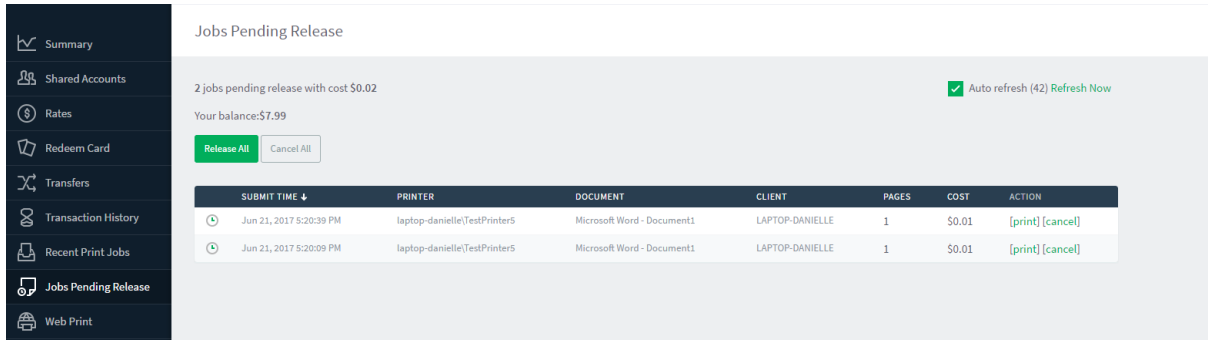 Summary
Shared Accounts
Rates
Redeem Card
Transfers
Transaction History
Recent Print Jobs
Jobs Pending Release
Web Print
Jobs Pending Release
2 jobs pending release with cost $0.02
Auto refresh (42) Refresh Now
Your balance:$7.99
Release All Cancel All
SUBMIT TIME ↓ PRINTER DOCUMENT CLIENT PAGES COST ACTION
Jun 21, 2017 5:20:39 PM laptop-danielle\TestPrinter5 Microsoft Word - Document1 LAPTOP-DANIELLE 1 $0.01 [print] [cancel]
Jun 21, 2017 5:20:09 PM laptop-danielle\TestPrinter5 Microsoft Word - Document1 LAPTOP-DANIELLE 1 $0.01 [print] [cancel]